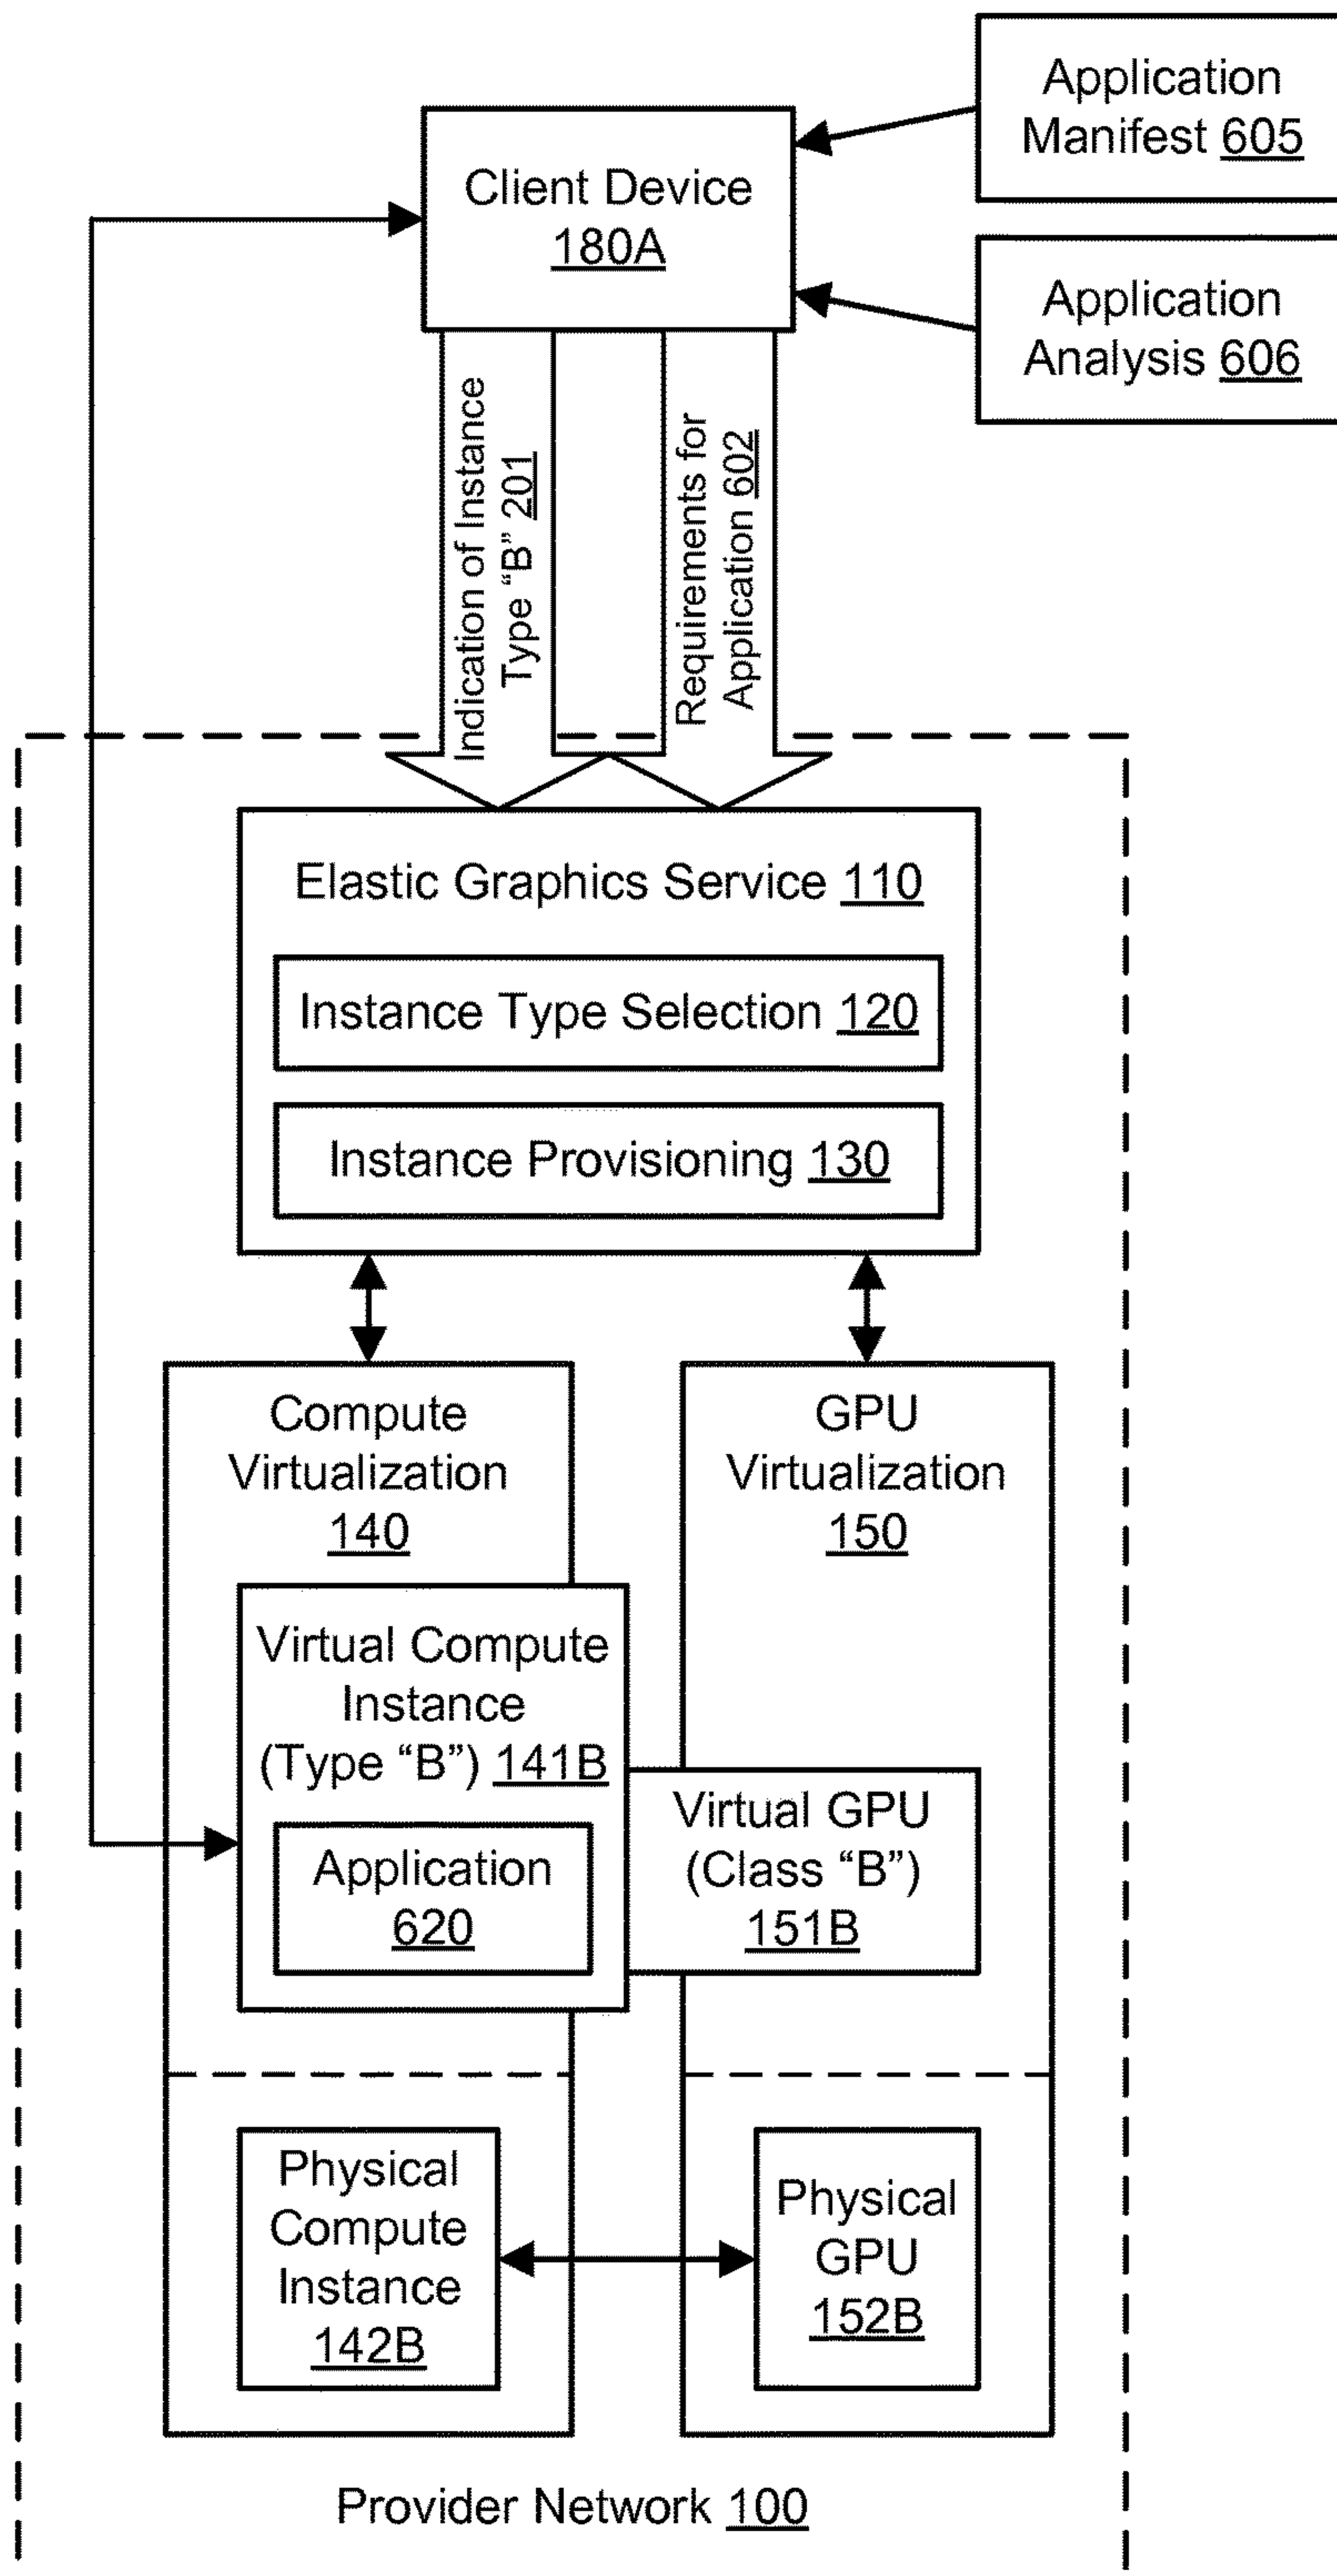 Application
Manifest 605
Client Device
180A
Application
Analysis 606
Indication of Instance
Type “B” 201
Requirements for
Application 602
Elastic Graphics Service 110
Instance Type Selection 120
Instance Provisioning 130
Compute
Virtualization
140
GPU
Virtualization
150
Virtual Compute
Instance
(Type “B”) 141B
Application
620
Virtual GPU
(Class “B”)
151B
Physical
Compute
Instance
142B
Physical
GPU
152B
Provider Network 100